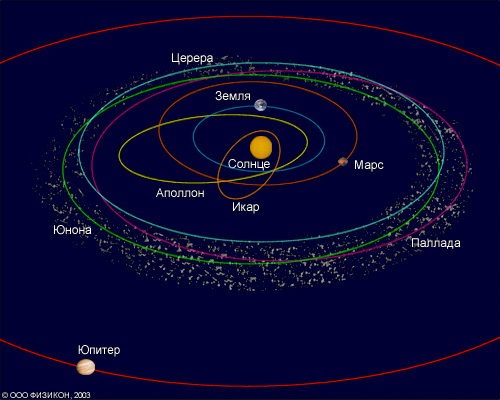 Церера
Земля
Солнце
Марс
Аполлон
Икар
Юнона
Паллада
Юпитер
© ООО ФИЗИКОН, 2003